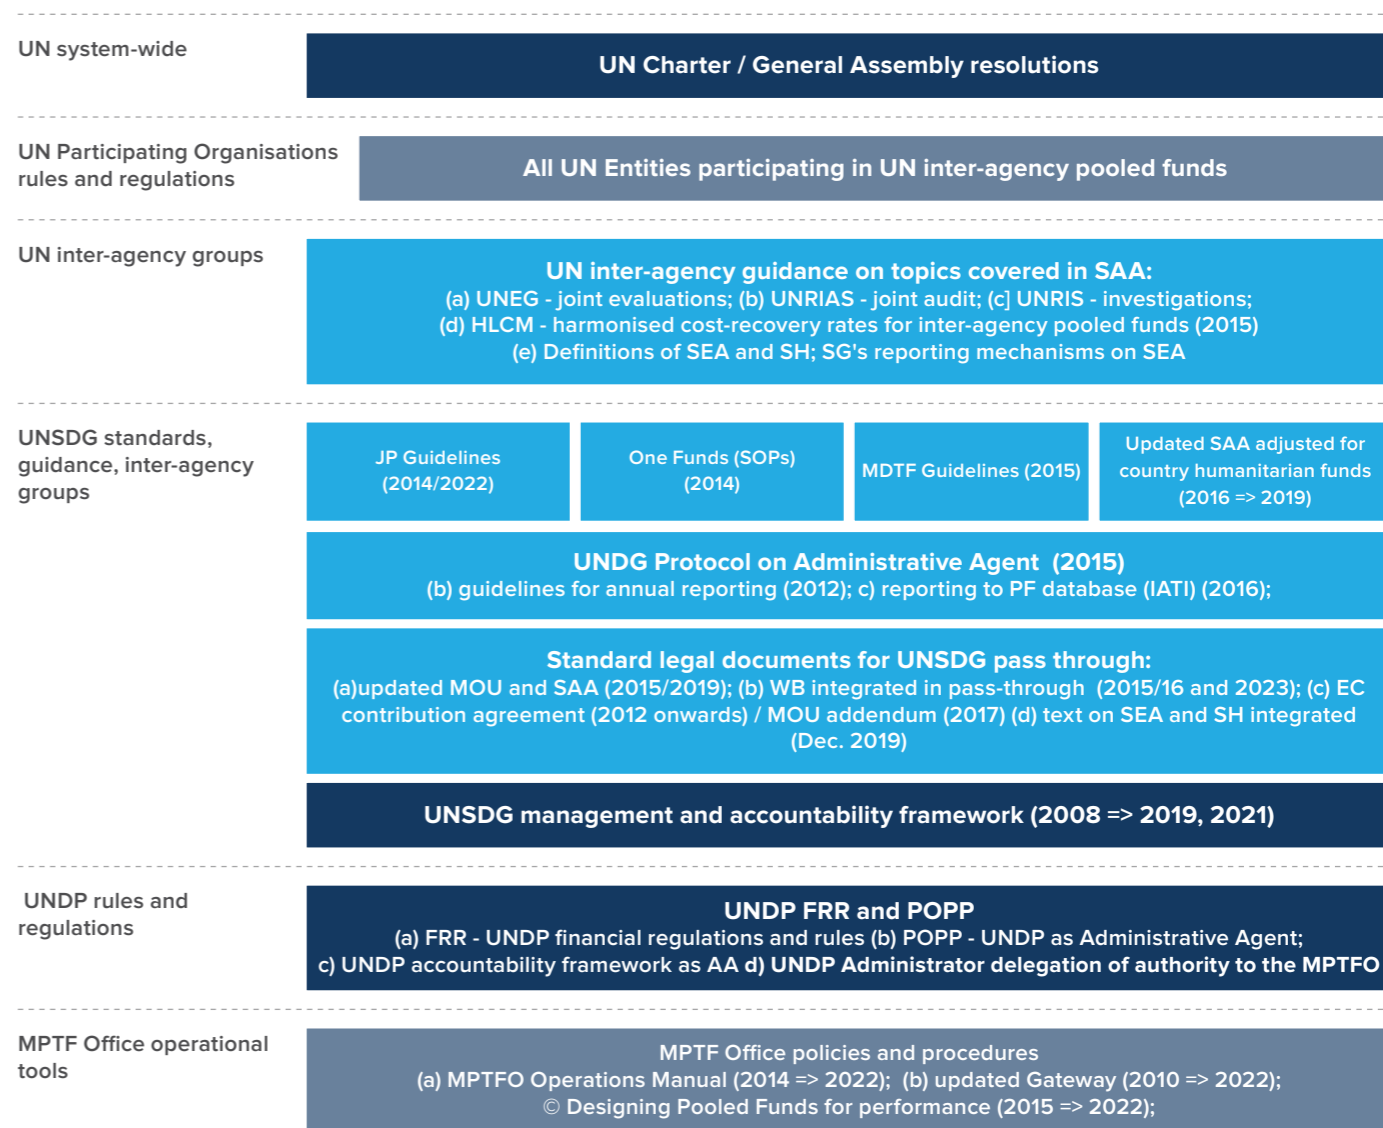 UN system-wide
UN Charter / General Assembly resolutions
UN Participating Organisations
rules and regulations
All UN Entities participating in UN inter-agency pooled funds
UN inter-agency groups
UN inter-agency guidance on topics covered in SAA:
(a) UNEG - joint evaluations; (b) UNRIAS - joint audit; (c] UNRIS - investigations;
(d) HLCM - harmonised cost-recovery rates for inter-agency pooled funds (2015)
(e) Definitions of SEA and SH; SG's reporting mechanisms on SEA
UNSDG standards,
guidance, inter-agency
groups
JP Guidelines
(2014/2022)
One Funds (SOPs)
(2014)
MDTF Guidelines (2015)
Updated SAA adjusted for
country humanitarian funds
(2016 => 2019)
UNDG Protocol on Administrative Agent (2015)
(b) guidelines for annual reporting (2012); c) reporting to PF database (IATI) (2016);
Standard legal documents for UNSDG pass through:
(a)updated MOU and SAA (2015/2019); (b) WB integrated in pass-through (2015/16 and 2023); (c) EC
contribution agreement (2012 onwards) / MOU addendum (2017) (d) text on SEA and SH integrated
(Dec. 2019)
UNSDG management and accountability framework (2008 => 2019, 2021)
UNDP rules and
regulations
UNDP FRR and POPP
(a) FRR - UNDP financial regulations and rules (b) POPP - UNDP as Administrative Agent;
c) UNDP accountability framework as AA d) UNDP Administrator delegation of authority to the MPTFO
MPTF Office operational
tools
MPTF Office policies and procedures
(a) MPTFO Operations Manual (2014 => 2022); (b) updated Gateway (2010 => 2022);
© Designing Pooled Funds for performance (2015 => 2022);